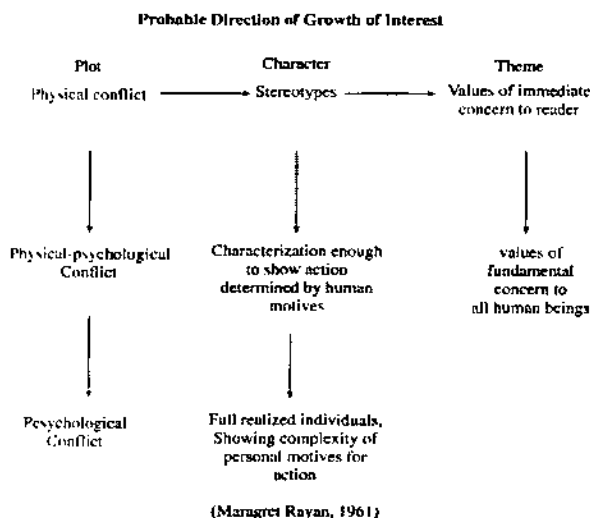 Probable Direction of Growth of Interest
Plot
Character
Theme
Physical conflict
Stereotypes
Values of immediate
concern to reader
Physical-psychological
Conflict
Characterization enough
to show action
determined by human
motives
values of
fundamental
concern to
all human beings
Pesychological
Conflict
Full realized individuals,
Showing complexity of
personal motives for
action
(Maragret Rayan, 1961)